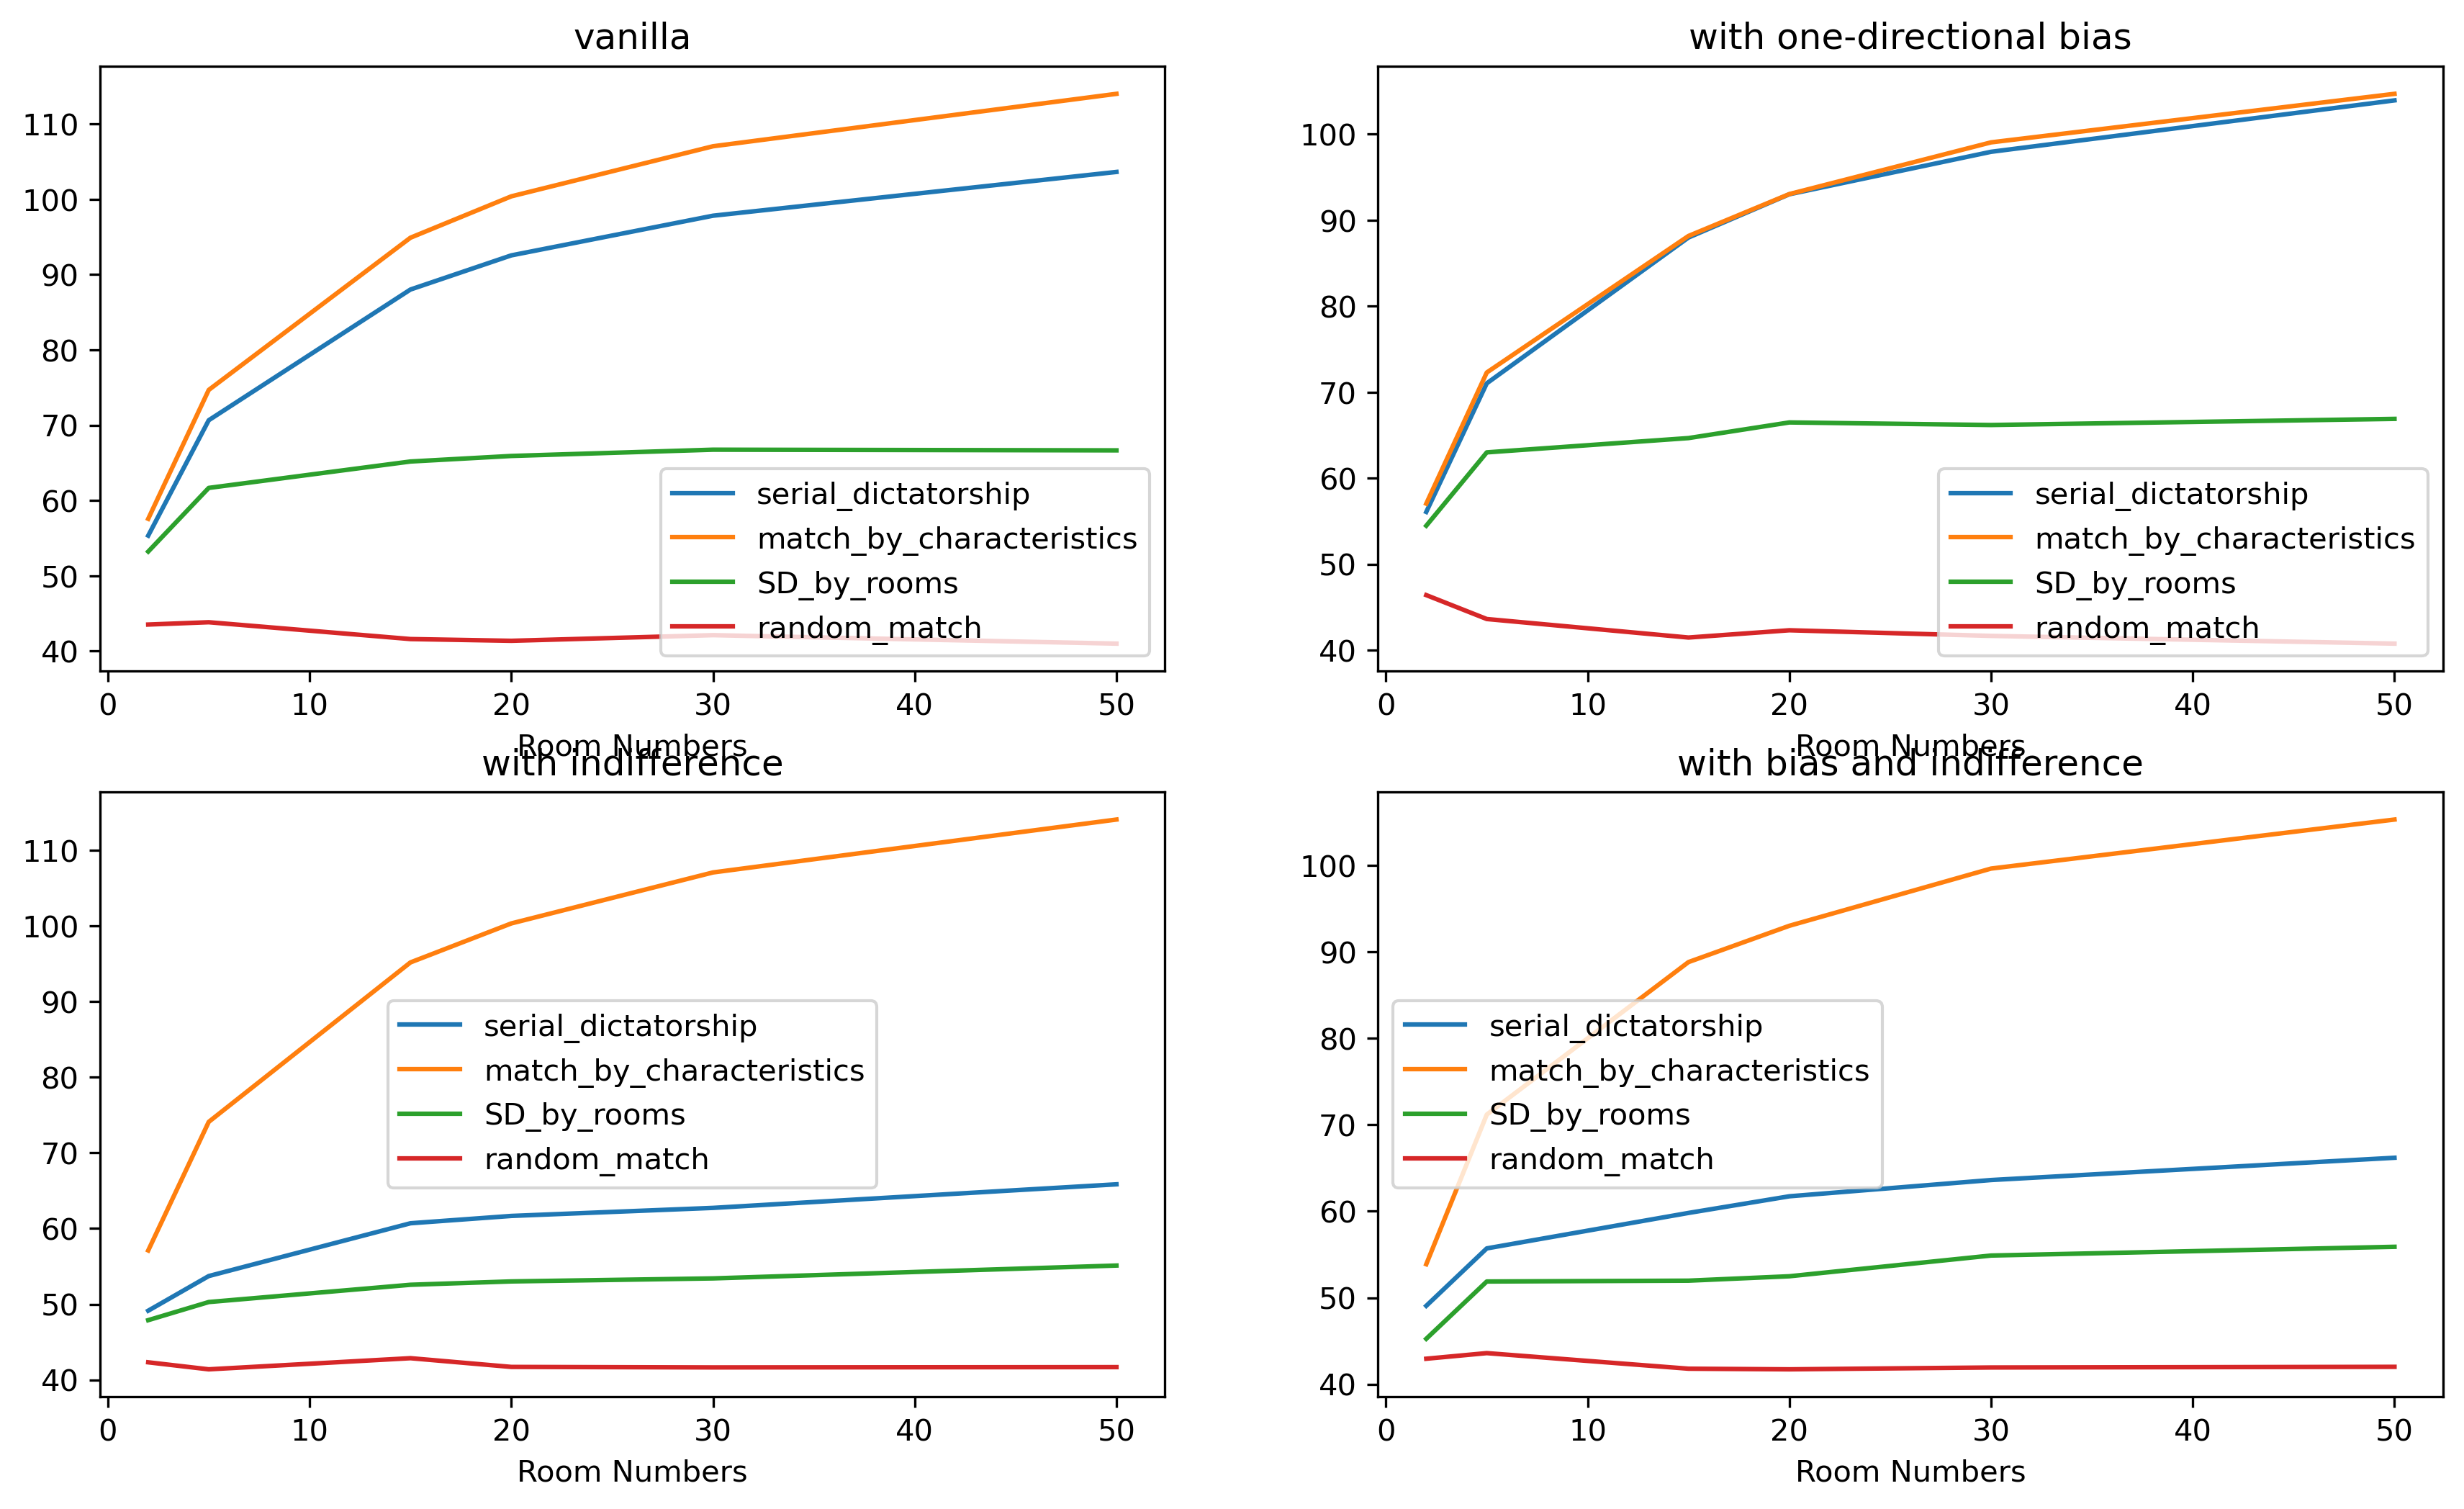 vanilla
110
100
90
80
70
60
50
40
serial_dictatorship
match_by_characteristics
SD_by_rooms
random_match
0 10 20 30 40 50
Room Numbers
with one-directional bias
100
90
80
70
60
50
40
serial_dictatorship
match_by_characteristics
SD_by_rooms
random_match
0 10 20 30 40 50
Room Numbers
with indifference
110
100
90
80
70
60
50
40
serial_dictatorship
match_by_characteristics
SD_by_rooms
random_match
0 10 20 30 40 50
Room Numbers
with bias and indifference
100
90
80
70
60
50
40
serial_dictatorship
match_by_characteristics
SD_by_rooms
random_match
0 10 20 30 40 50
Room Numbers